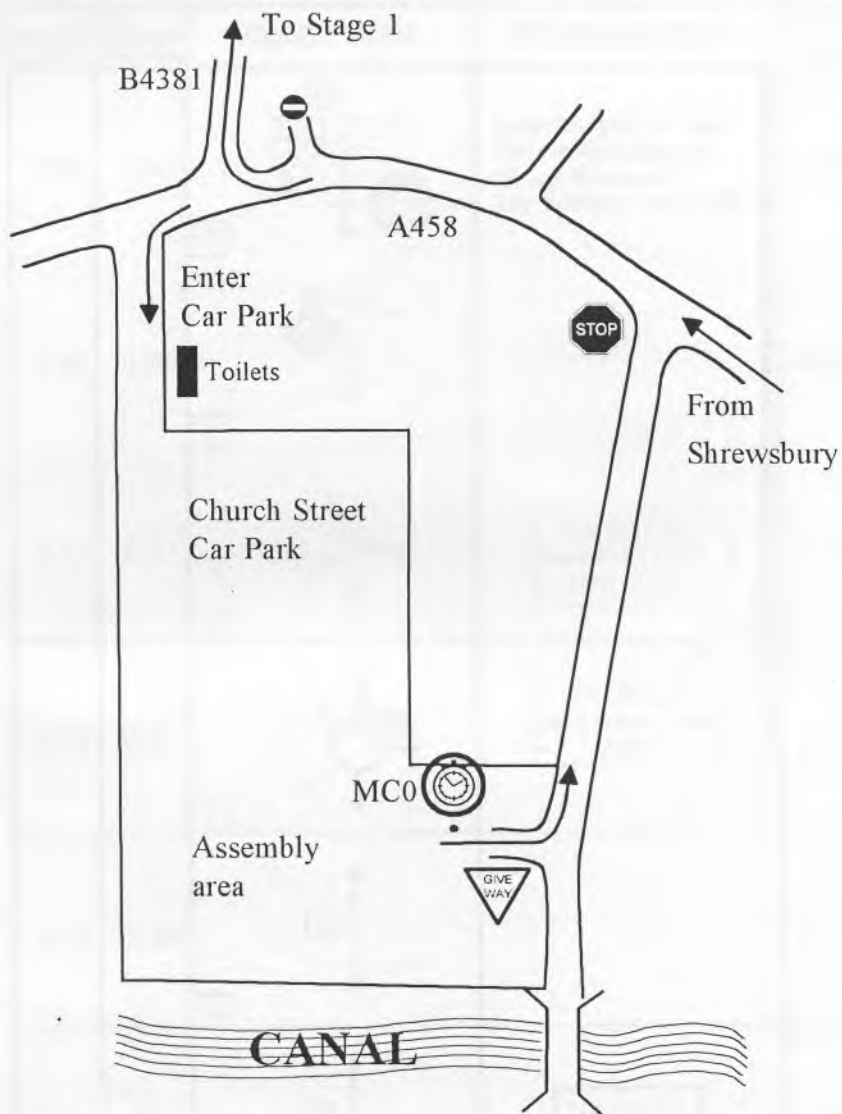 To Stage 1
B4381
A458
Enter
Car Park
Toilets
STOP
From
Shrewsbury
Church Street
Car Park
MC0
Assembly
area
GIVE
WAY
CANAL